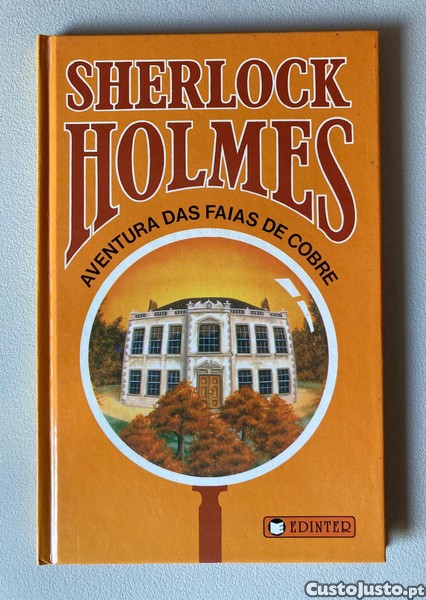 SHERLOCK
HOLMES
AVENTURA DAS FAIAS DE COBRE
EDINTER
CustoJusto.pt